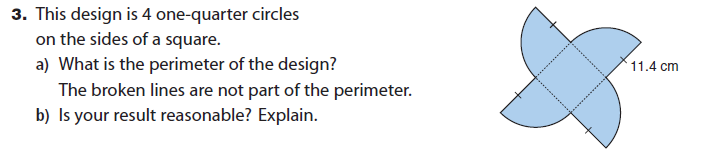 3. This design is 4 one-quarter circles
on the sides of a square.
a) What is the perimeter of the design?
The broken lines are not part of the perimeter.
b) Is your result reasonable? Explain.
11.4 cm